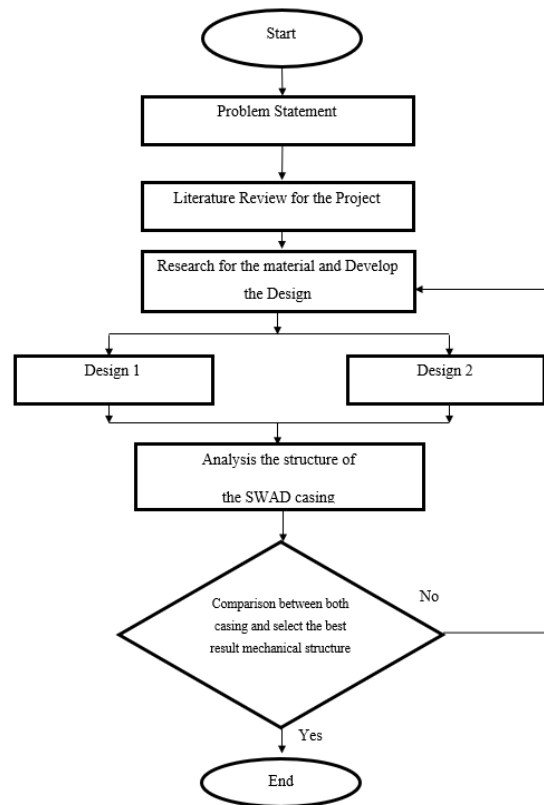 Start
Problem Statement
Literature Review for the Project
Research for the material and Develop
the Design
Design 1
Design 2
Analysis the structure of
the SWAD casing
Comparison between both
casing and select the best
result mechanical structure
No
Yes
End